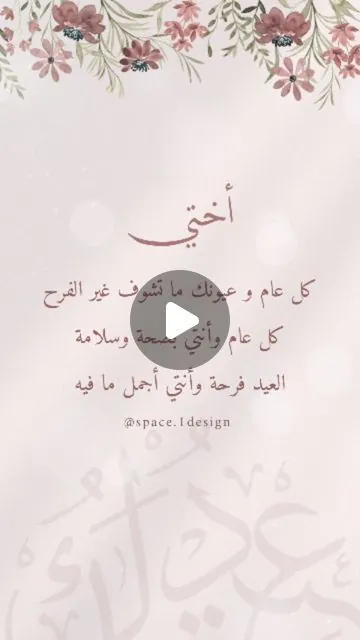 أختي
كل عام و عيونك ما تشوف غير الفرح
كل عام وأنتي بصحة وسلامة
العيد فرحة وأنتي أجمل ما فيه
@space.1design